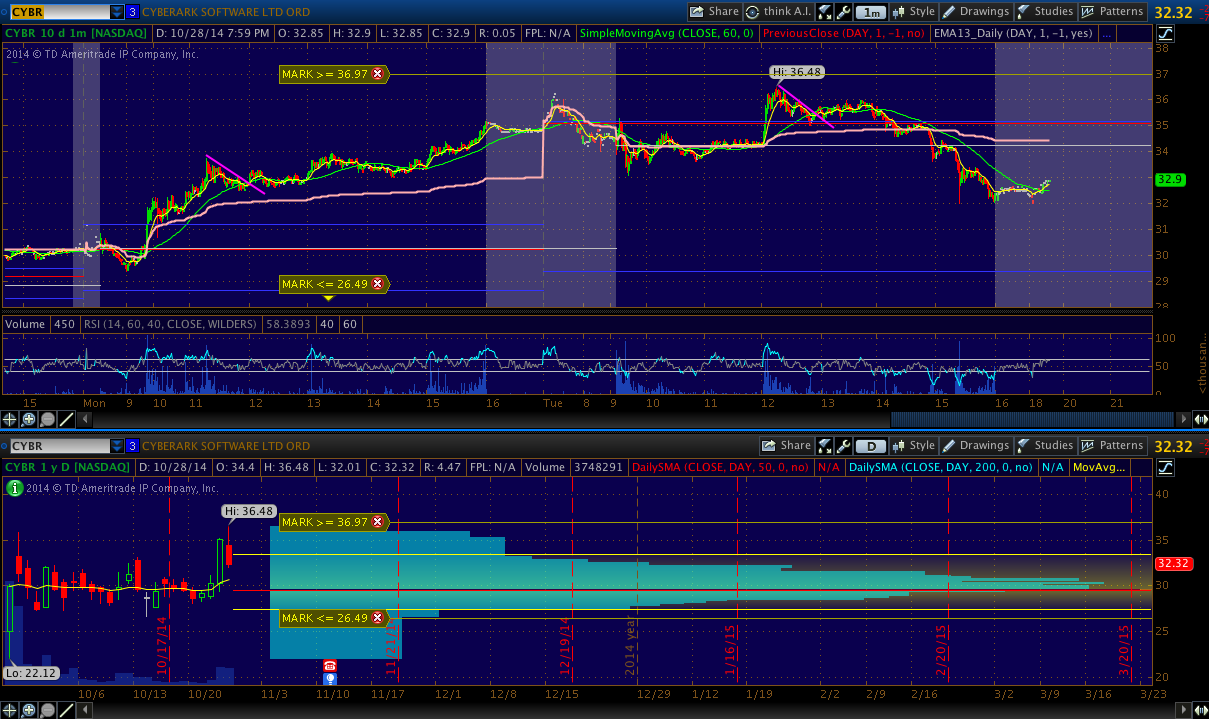 CYBR 3 CYBERARK SOFTWARE LTD ORD Share think A.I. 1m Style Drawings Studies Patterns 32.32
CYBR 10 d 1m [NASDAQ] D: 10/28/14 7:59 PM O: 32.85 H: 32.9 L: 32.85 C: 32.9 R: 0.05 FPL: N/A SimpleMovingAvg (CLOSE, 60, 0) PreviousClose (DAY, 1, -1, no) EMA13_Daily (DAY, 1, -1, yes) ...
2014 © TD Ameritrade IP Company, Inc.
38
MARK >= 36.97
Hi: 36.48
37
36
35
34
33
32.9
32
31
30
MARK <= 26.49
29
28
Volume 450 RSI (14, 60, 40, CLOSE, WILDERS) 58.3893 40 60
100
50
0
<thousan...
15 Mon 9 10 11 12 13 14 15 16 Tue 8 9 10 11 12 13 14 15 16 18 20 21
CYBR 3 CYBERARK SOFTWARE LTD ORD Share D Style Drawings Studies Patterns 32.32
CYBR 1 y D [NASDAQ] D: 10/28/14 O: 34.4 H: 36.48 L: 32.01 C: 32.32 R: 4.47 FPL: N/A Volume 3748291 DailySMA (CLOSE, DAY, 50, 0, no) N/A DailySMA (CLOSE, DAY, 200, 0, no) N/A MovAvg...
2014 © TD Ameritrade IP Company, Inc.
40
Hi: 36.48
MARK >= 36.97
35
32.32
30
MARK <= 26.49
25
20
Lo: 22.12
10/17/14
11/21/14
12/19/14
2014 year
1/16/15
2/20/15
3/20/15
10/6 10/13 10/20 11/3 11/10 11/17 12/1 12/8 12/15 12/29 1/12 1/19 2/2 2/9 2/16 3/2 3/9 3/16 3/23